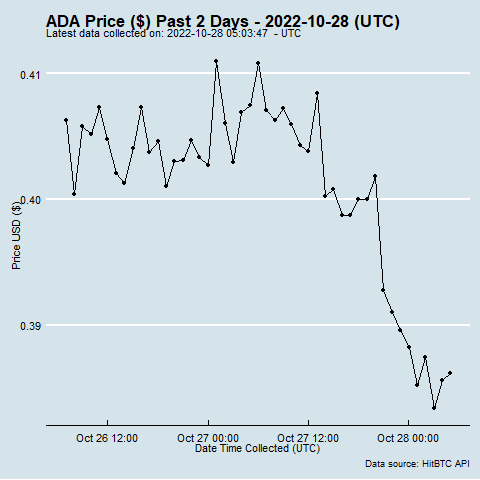 ADA Price ($) Past 2 Days - 2022-10-28 (UTC)
Latest data collected on: 2022-10-28 05:03:47 - UTC
0.41
0.40
0.39
Price USD ($)
Oct 26 12:00
Oct 27 00:00
Oct 27 12:00
Oct 28 00:00
Date Time Collected (UTC)
Data source: HitBTC API